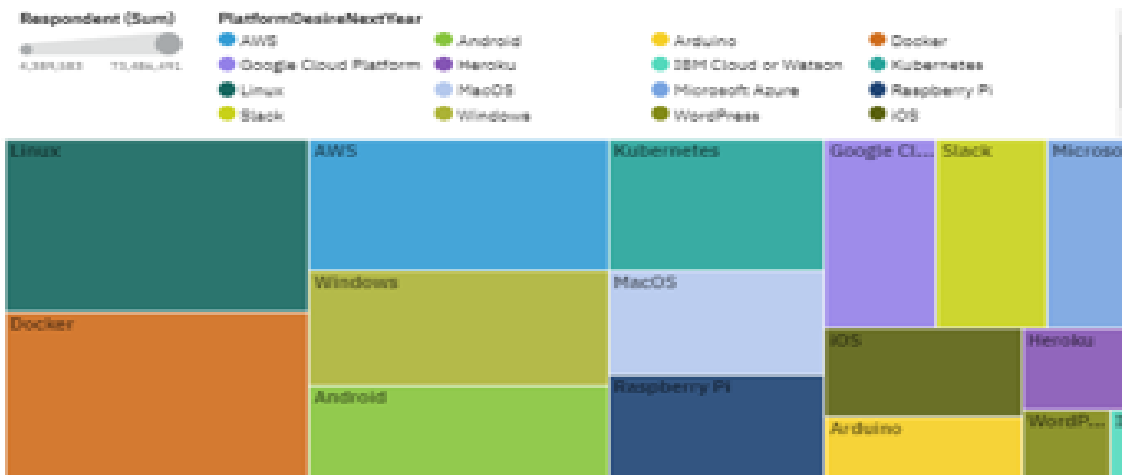 Respondent (Sum)
PlatformDesireNextYear
AWS
Android
Arduino
Docker
Google Cloud Platform
Heroku
IBM Cloud or Watson
Kubernetes
Linux
MacOS
Microsoft Azure
Raspberry Pi
Slack
Windows
WordPress
iOS
Linux
AWS
Kubernetes
Google Cl...
Slack
Microso
Windows
MacOS
Docker
iOS
Heroku
Raspberry Pi
Android
WordP...
Arduino